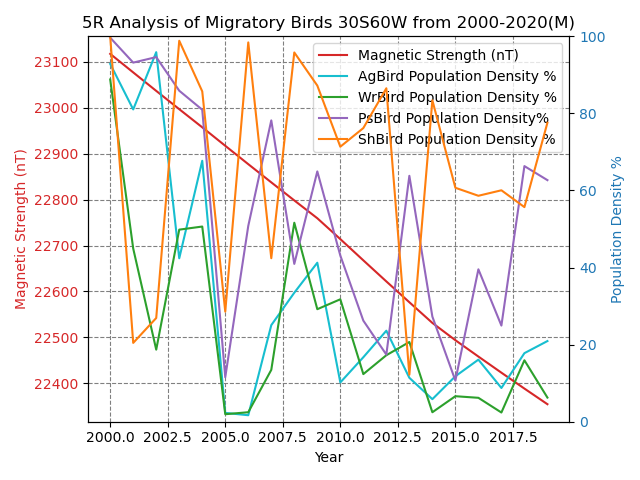 5R Analysis of Migratory Birds 30S60W from 2000-2020(M)
Magnetic Strength (nT)
AgBird Population Density %
WrBird Population Density %
PsBird Population Density%
ShBird Population Density %
Magnetic Strength (nT)
23100
23000
22900
22800
22700
22600
22500
22400
100
80
60
40
20
0
Population Density %
2000.0 2002.5 2005.0 2007.5 2010.0 2012.5 2015.0 2017.5
Year